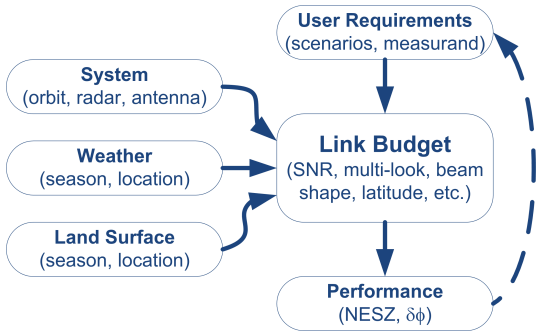 User Requirements
(scenarios, measurand)
System
(orbit, radar, antenna)
Weather
(season, location)
Land Surface
(season, location)
Link Budget
(SNR, multi-look, beam
shape, latitude, etc.)
Performance
(NESZ, δϕ)